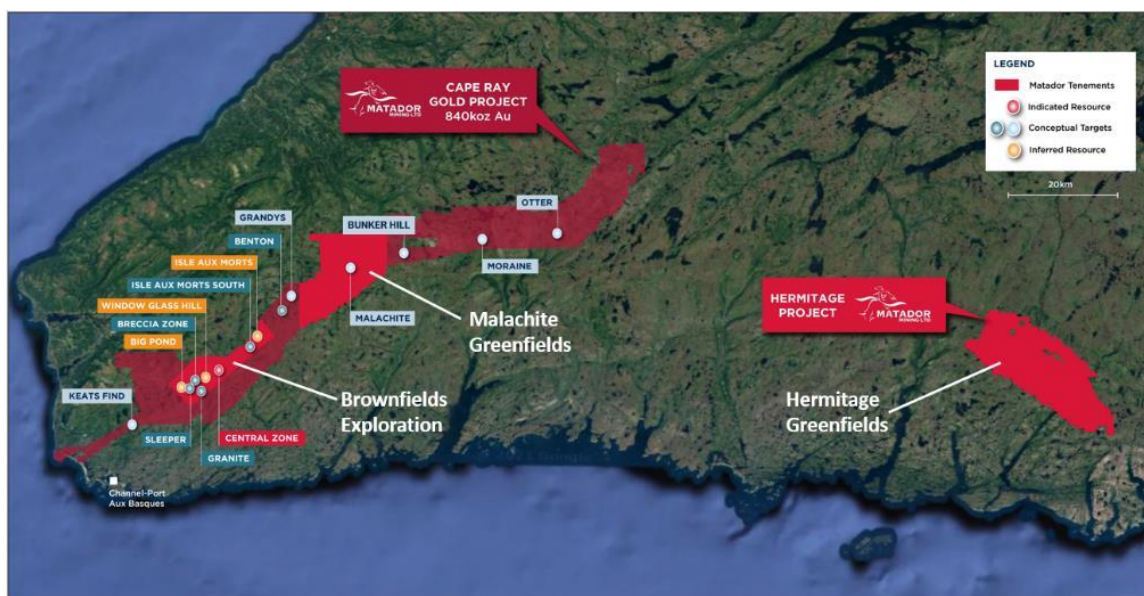 CAPE RAY
GOLD PROJECT
840koz Au
MATADOR
MINING LTD
LEGEND
Matador Tenements
Indicated Resource
Conceptual Targets
Inferred Resource
20km
OTTER
GRANDYS
BUNKER HILL
BENTON
ISLE AUX MORTS
MORAINE
ISLE AUX MORTS SOUTH
HERMITAGE
PROJECT
MATADOR
MINING LTD
WINDOW GLASS HILL
MALACHITE
Malachite
Greenfields
BRECCIA ZONE
BIG POND
KEATS FIND
Brownfields
Exploration
Hermitage
Greenfields
SLEEPER
CENTRAL ZONE
GRANITE
Channel-Port
Aux Basques